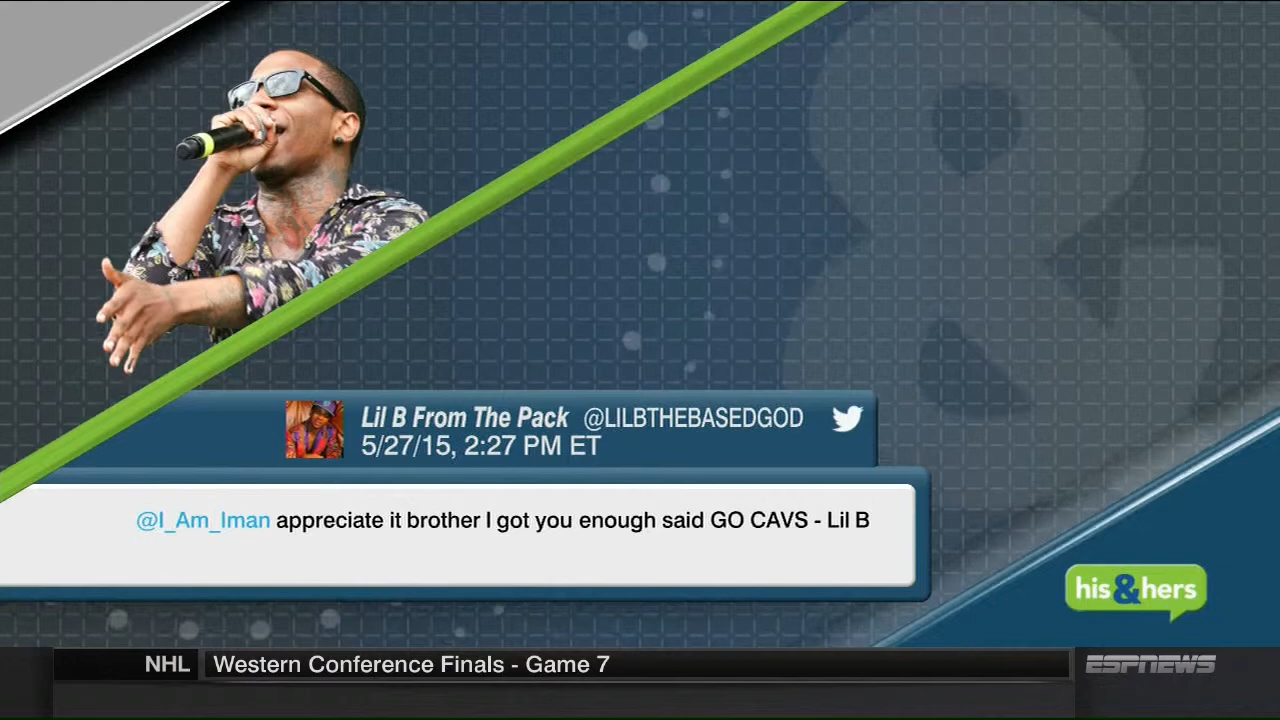 Lil B From The Pack @LILBTHEBASEDGOD
5/27/15, 2:27 PM ET
@I_Am_Iman appreciate it brother I got you enough said GO CAVS - Lil B
his&hers
NHL Western Conference Finals - Game 7 ESPNEWS